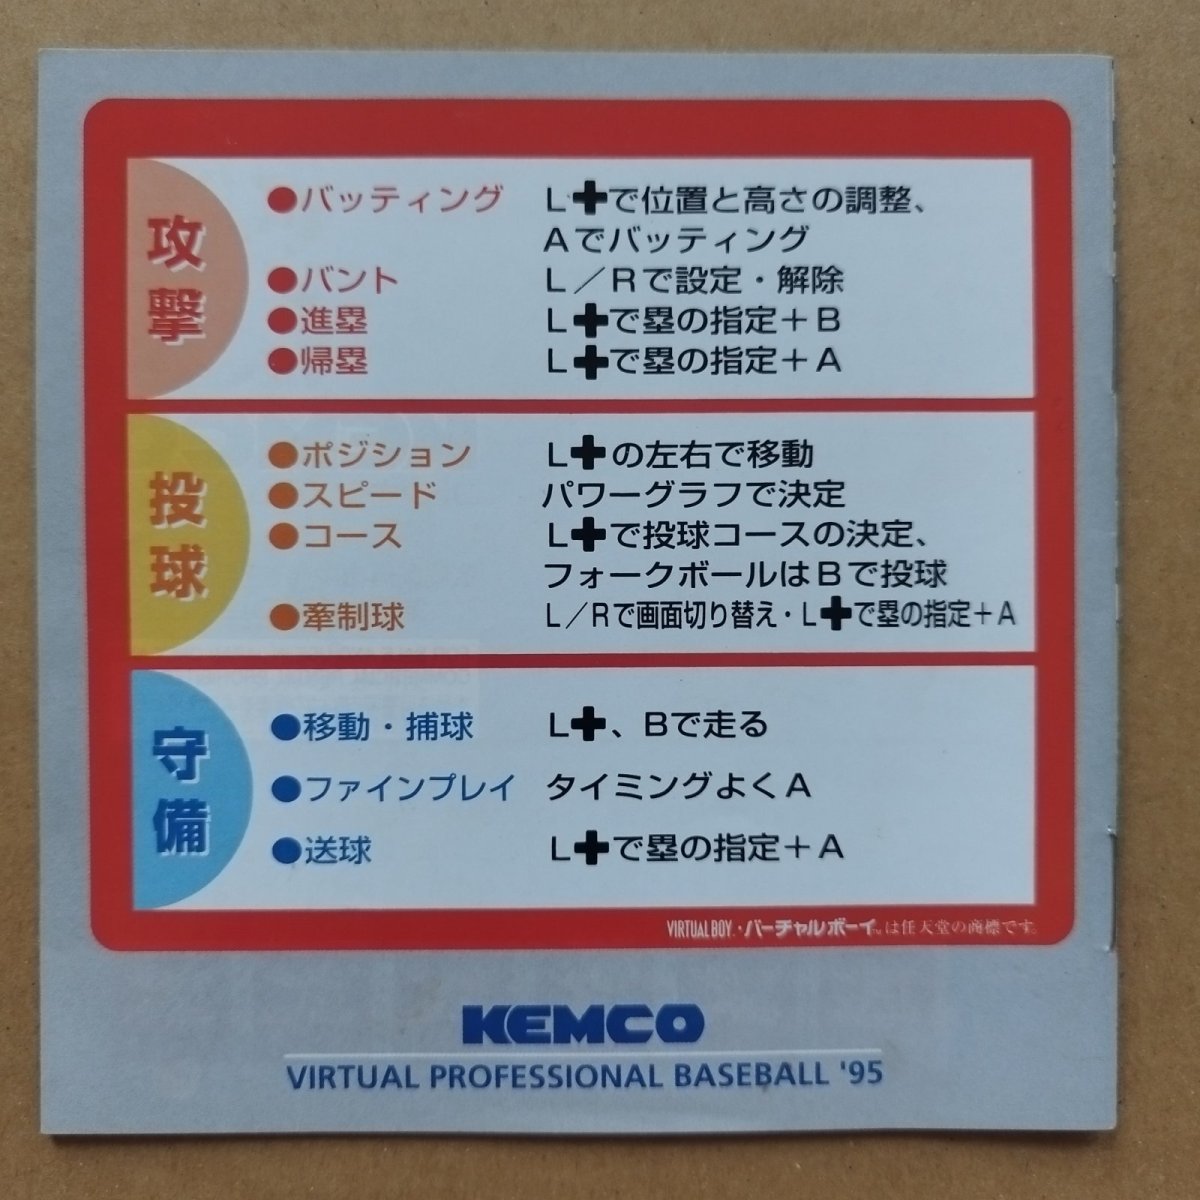 攻撃
●バッティング L✚で位置と高さの調整、
Aでバッティング
●バント L／Rで設定・解除
●進塁 L✚で塁の指定＋B
●帰塁 L✚で塁の指定＋A
投球
●ポジション L✚の左右で移動
●スピード パワーグラフで決定
●コース L✚で投球コースの決定、
フォークボールはBで投球
●牽制球 L／Rで画面切り替え・L✚で塁の指定＋A
守備
●移動・捕球 L✚、Bで走る
●ファインプレイ タイミングよくA
●送球 L✚で塁の指定＋A
VIRTUAL BOY・バーチャルボーイ™は任天堂の商標です。
KEMCO
VIRTUAL PROFESSIONAL BASEBALL '95